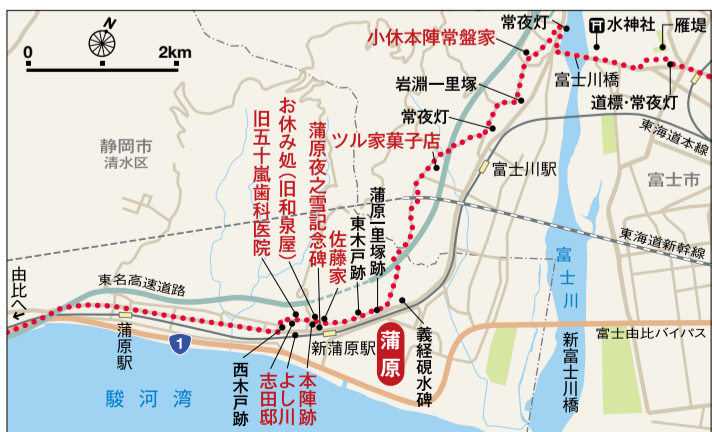 N
0 2km
常夜灯
水神社
雁堤
小休本陣常盤家
富士川橋
道標・常夜灯
岩淵一里塚
常夜灯
東海道本線
静岡市
清水区
ツル家菓子店
富士川駅
富士市
お休み処（旧和泉屋）
旧五十嵐歯科医院
蒲原夜之雪記念碑
佐藤家
東木戸跡
蒲原一里塚跡
東海道新幹線
富士川
由比へ
東名高速道路
蒲原駅
1
新蒲原駅
蒲原
義経硯水碑
新富士川橋
富士由比バイパス
西木戸跡
志田邸
よし川
本陣跡
駿河湾